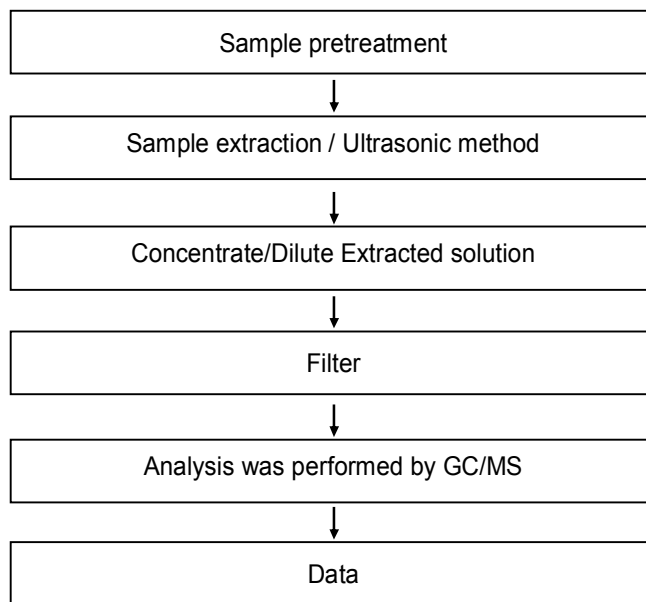 Sample pretreatment
Sample extraction / Ultrasonic method
Concentrate/Dilute Extracted solution
Filter
Analysis was performed by GC/MS
Data